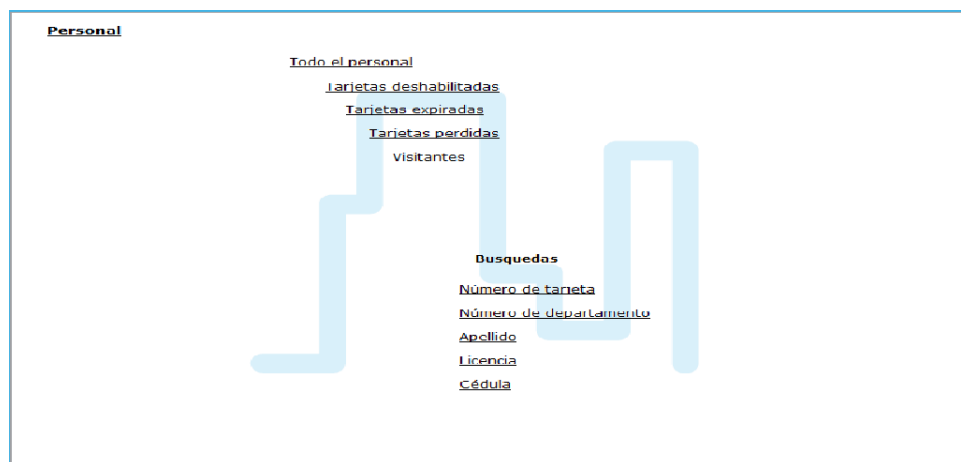 Personal
Todo el personal
Tarjetas deshabilitadas
Tarjetas expiradas
Tarjetas perdidas
Visitantes
Busquedas
Número de tarjeta
Número de departamento
Apellido
Licencia
Cédula